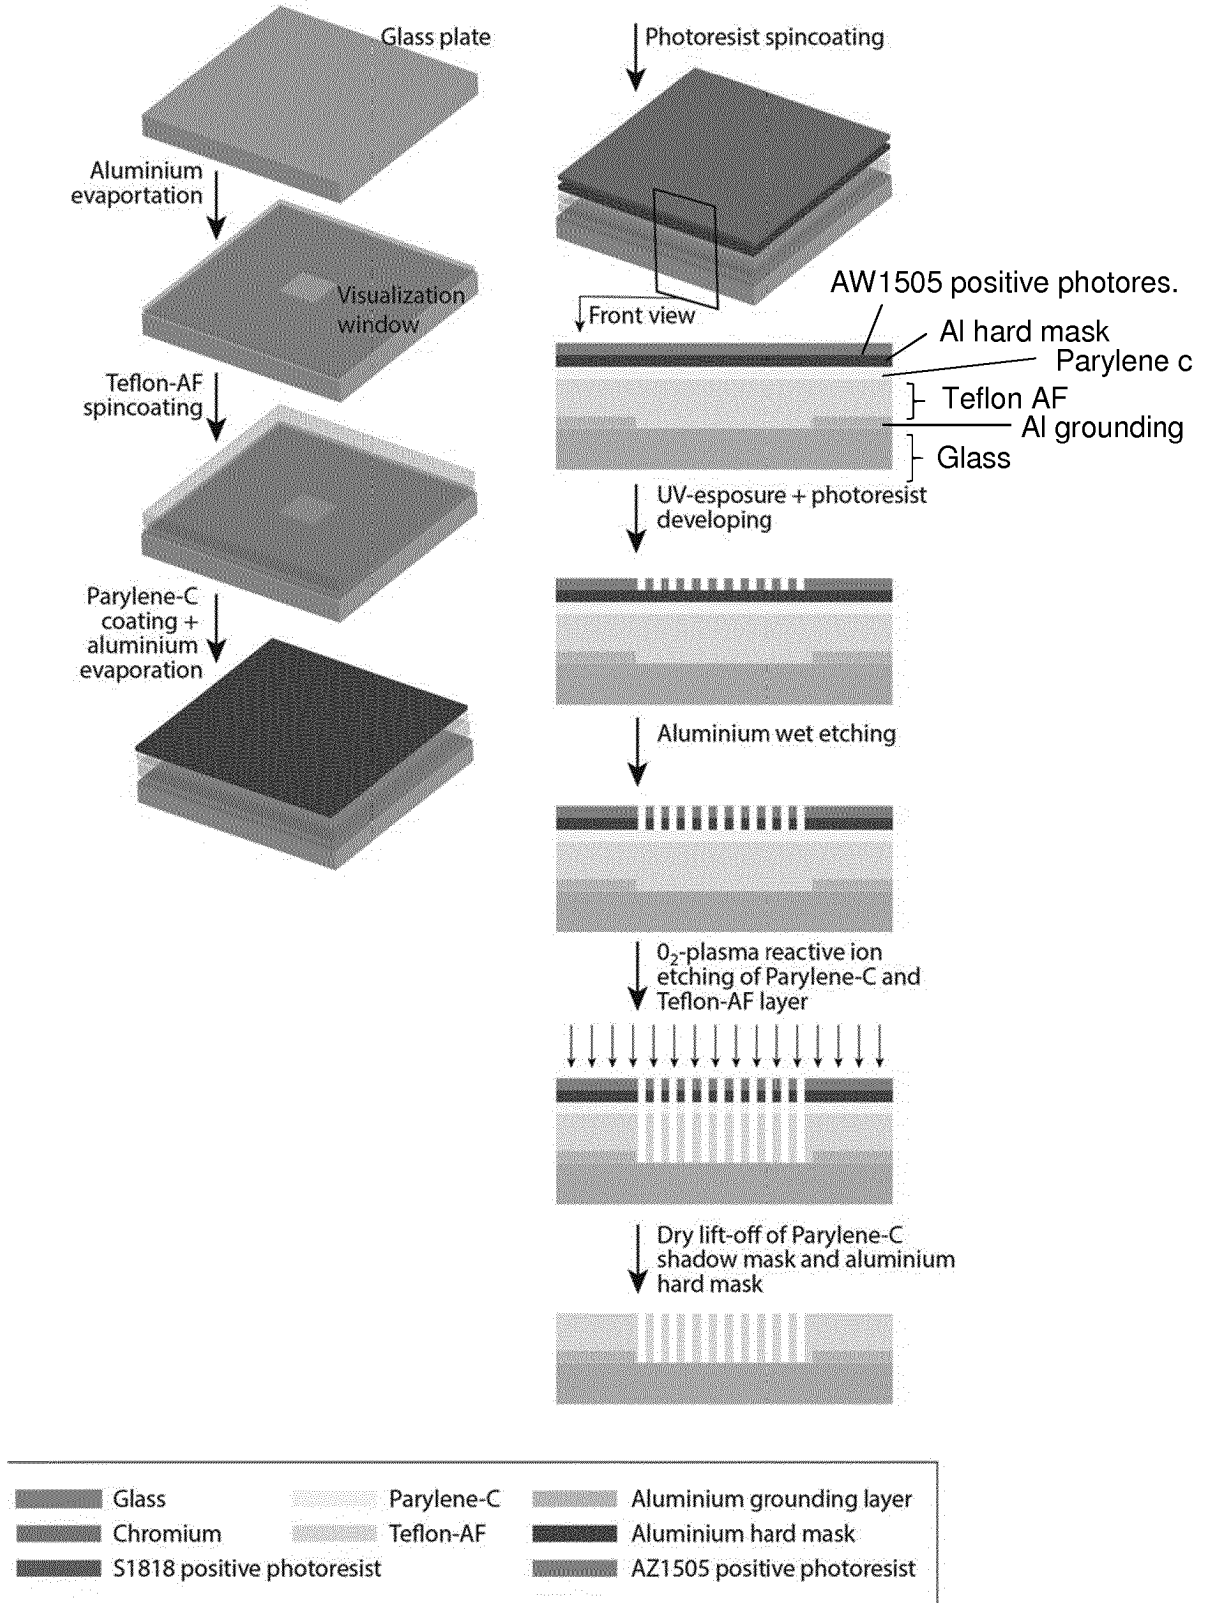 Glass plate
Aluminium
evaportation
Visualization
window
Teflon-AF
spincoating
Parylene-C
coating +
aluminium
evaporation
Photoresist spincoating
AW1505 positive photores.
Front view
Al hard mask
Parylene c
Teflon AF
Al grounding
Glass
UV-exposure + photoresist
developing
Aluminium wet etching
0₂-plasma reactive ion
etching of Parylene-C and
Teflon-AF layer
Dry lift-off of Parylene-C
shadow mask and aluminium
hard mask
Glass
Parylene-C
Aluminium grounding layer
Chromium
Teflon-AF
Aluminium hard mask
S1818 positive photoresist
AZ1505 positive photoresist